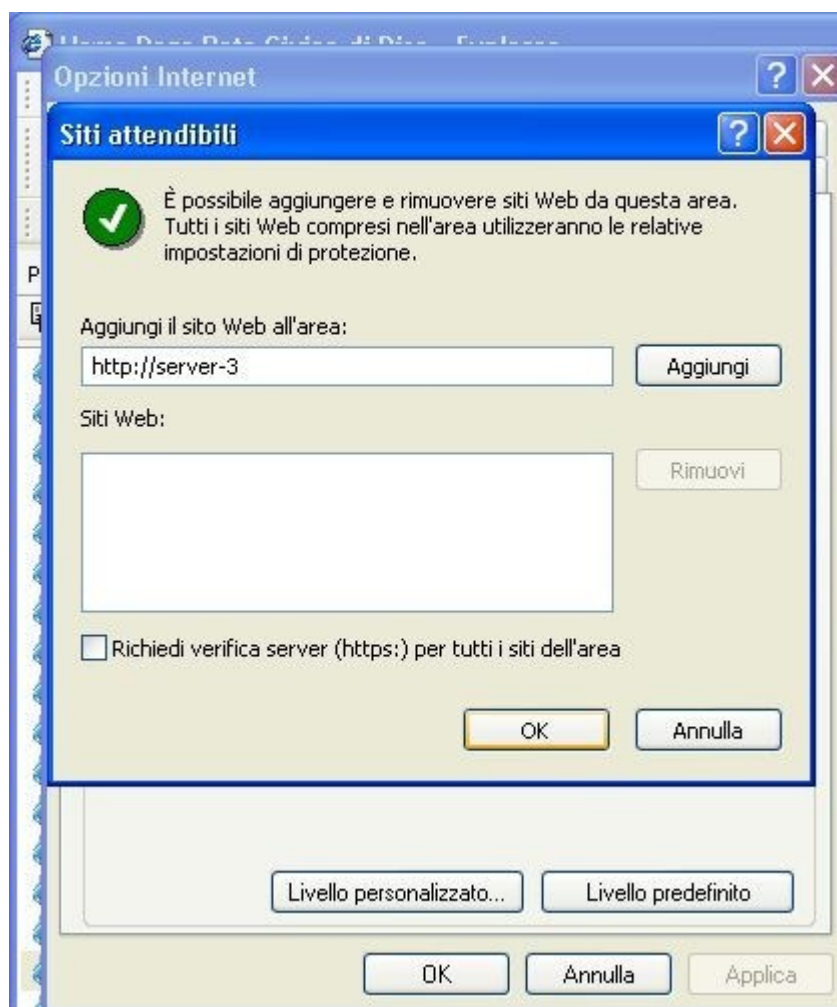 Opzioni Internet
Siti attendibili
È possibile aggiungere e rimuovere siti Web da questa area.
Tutti i siti Web compresi nell'area utilizzeranno le relative
impostazioni di protezione.
P
Aggiungi il sito Web all'area:
http://server-3
Aggiungi
Siti Web:
Rimuovi
Richiedi verifica server (https:) per tutti i siti dell'area
OK
Annulla
Livello personalizzato...
Livello predefinito
OK
Annulla
Applica